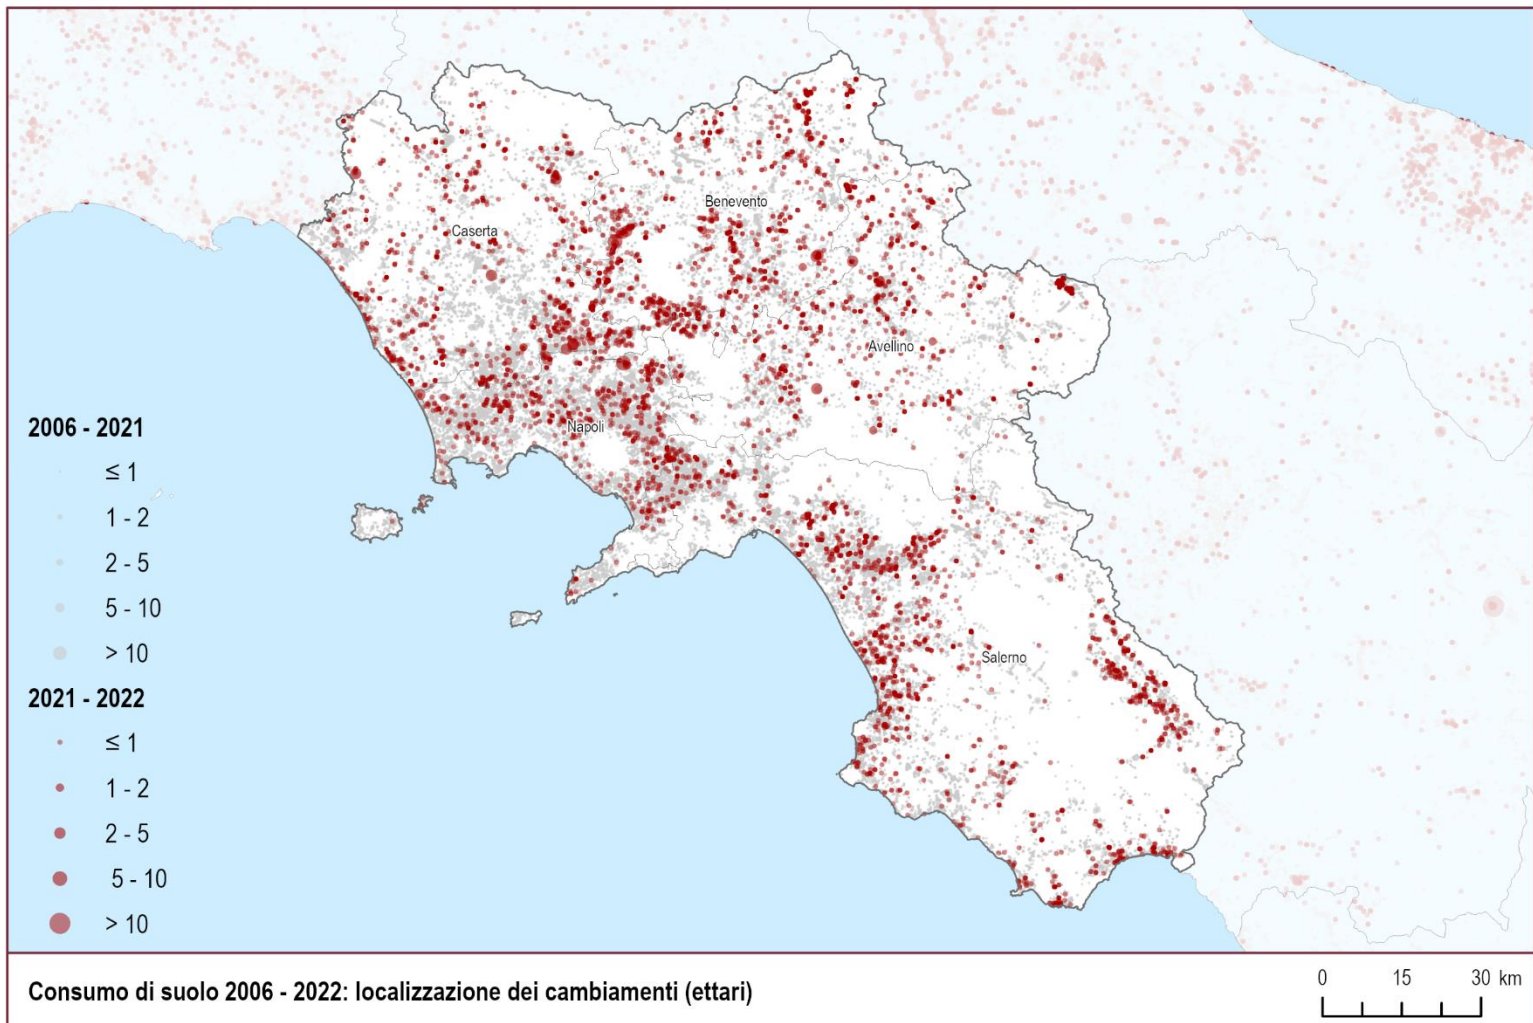 Benevento
Caserta
Avellino
Napoli
Salerno
2006 - 2021
≤ 1
1 - 2
2 - 5
5 - 10
> 10
2021 - 2022
≤ 1
1 - 2
2 - 5
5 - 10
> 10
Consumo di suolo 2006 - 2022: localizzazione dei cambiamenti (ettari)
0 15 30 km